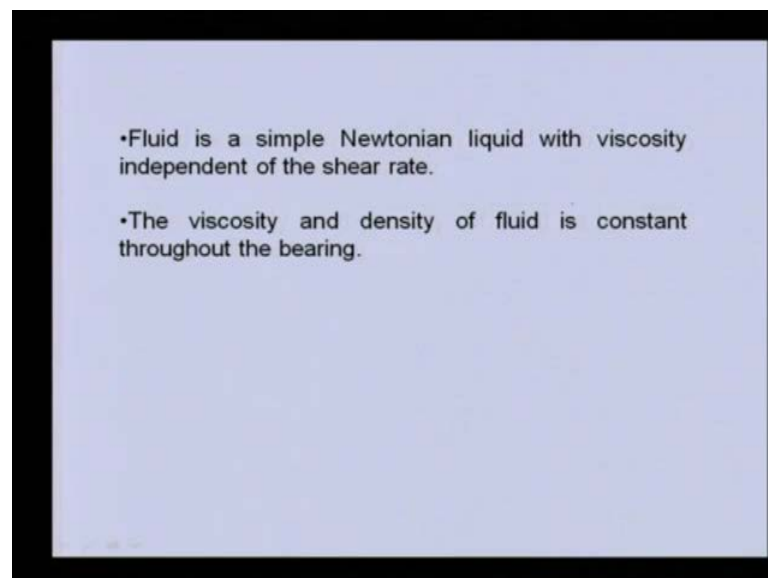 •Fluid is a simple Newtonian liquid with viscosity
independent of the shear rate.
•The viscosity and density of fluid is constant
throughout the bearing.